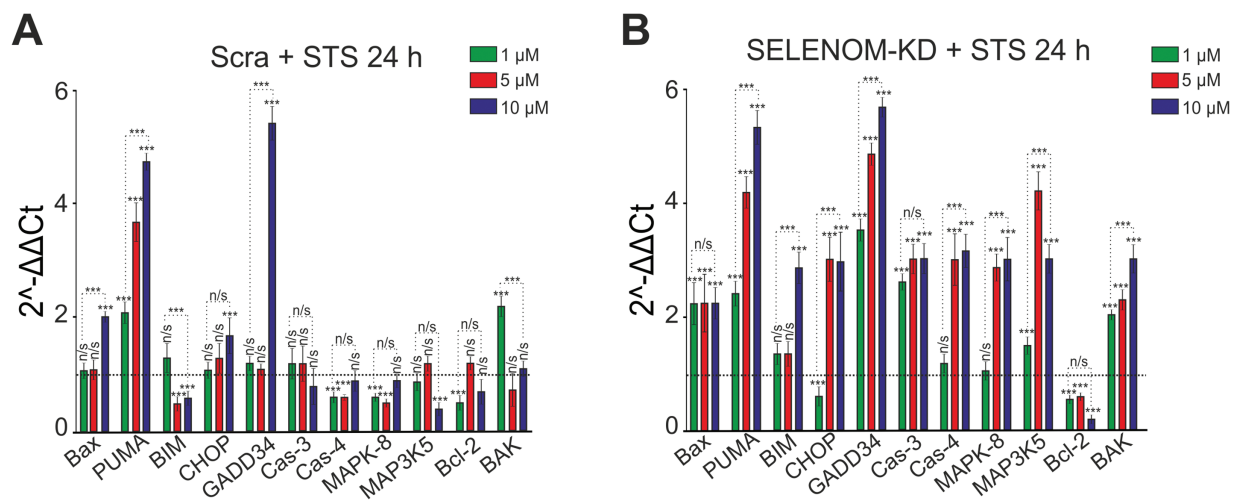 A
Scra + STS 24 h
1 µM
5 µM
10 µM
2^-ΔΔCt
6
4
2
0
*** *** n/s n/s ***
*** *** *** *** ***
*** n/s *** ***
n/s n/s n/s ***
*** n/s n/s ***
n/s n/s n/s n/s
n/s *** *** n/s
n/s *** *** n/s
n/s n/s n/s ***
n/s *** n/s n/s
*** *** n/s n/s
Bax
PUMA
BIM
CHOP
GADD34
Cas-3
Cas-4
MAPK-8
MAP3K5
Bcl-2
BAK
B
SELENOM-KD + STS 24 h
1 µM
5 µM
10 µM
2^-ΔΔCt
6
4
2
0
n/s *** *** ***
*** *** *** ***
*** n/s n/s ***
*** *** *** ***
*** *** *** ***
n/s *** *** ***
*** n/s *** ***
*** n/s *** ***
*** *** *** ***
n/s *** *** ***
*** *** *** ***
Bax
PUMA
BIM
CHOP
GADD34
Cas-3
Cas-4
MAPK-8
MAP3K5
Bcl-2
BAK